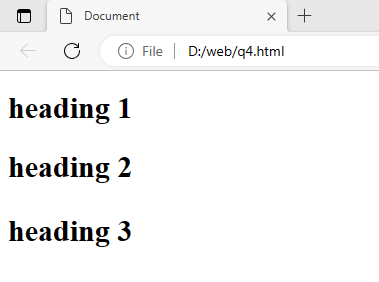 Document
File D:/web/q4.html
heading 1
heading 2
heading 3